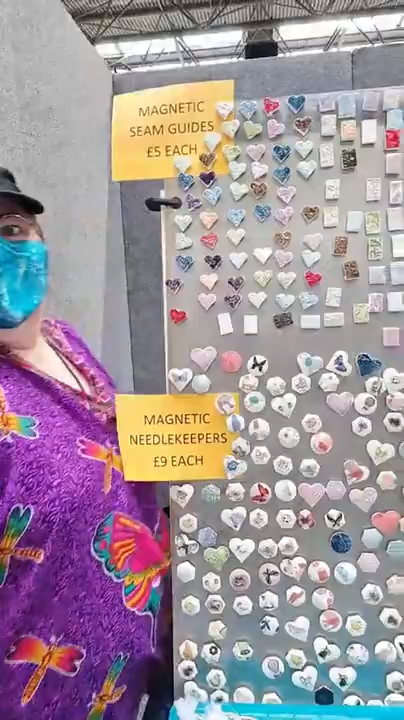 MAGNETIC
SEAM GUIDES
£5 EACH
MAGNETIC
NEEDLEKEEPERS
£9 EACH